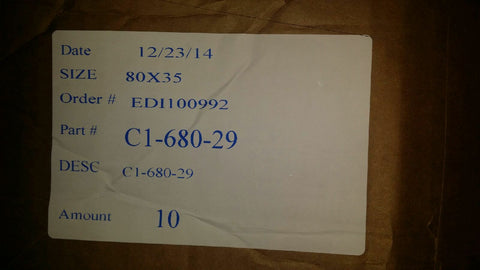 Date 12/23/14
SIZE 80X35
Order # EDI100992
Part # C1-680-29
DESC C1-680-29
Amount 10